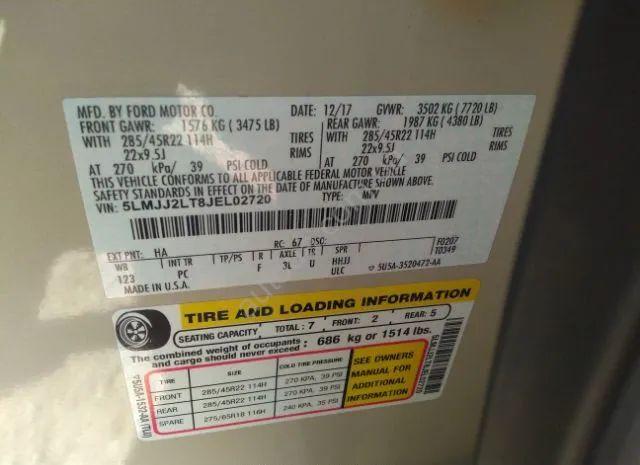 MFD. BY FORD MOTOR CO.
DATE: 12/17 GVWR: 3502 KG ( 7720 LB)
FRONT GAWR: 1576 KG ( 3475 LB) REAR GAWR: 1987 KG ( 4380 LB)
WITH 285/45R22 114H TIRES WITH 285/45R22 114H TIRES
22x9.5J RIMS 22x9.5J RIMS
AT 270 kPa/ 39 PSI COLD AT 270 kPa/ 39 PSI COLD
THIS VEHICLE CONFORMS TO ALL APPLICABLE FEDERAL MOTOR VEHICLE
SAFETY STANDARDS IN EFFECT ON THE DATE OF MANUFACTURE SHOWN ABOVE.
VIN: 5LMJJ2LT8JEL02720 TYPE: MPV
EXT PNT: HA RC: 67 DSO: F0207
T0349
WB INT TR TP/PS R AXLE TR SPR
123 PC F 3L U HHJJ
ULC
MADE IN U.S.A. 5U5A-3520472-AA
TIRE AND LOADING INFORMATION
SEATING CAPACITY TOTAL: 7 FRONT: 2 REAR: 5
The combined weight of occupants and cargo should never exceed : 686 kg or 1514 lbs.
TIRE SIZE COLD TIRE PRESSURE
FRONT 285/45R22 114H 270 KPA, 39 PSI
REAR 285/45R22 114H 270 KPA, 39 PSI
SPARE 275/65R18 116H 240 KPA, 35 PSI
SEE OWNERS
MANUAL FOR
ADDITIONAL
INFORMATION
5LMJJ2LT8JEL02720